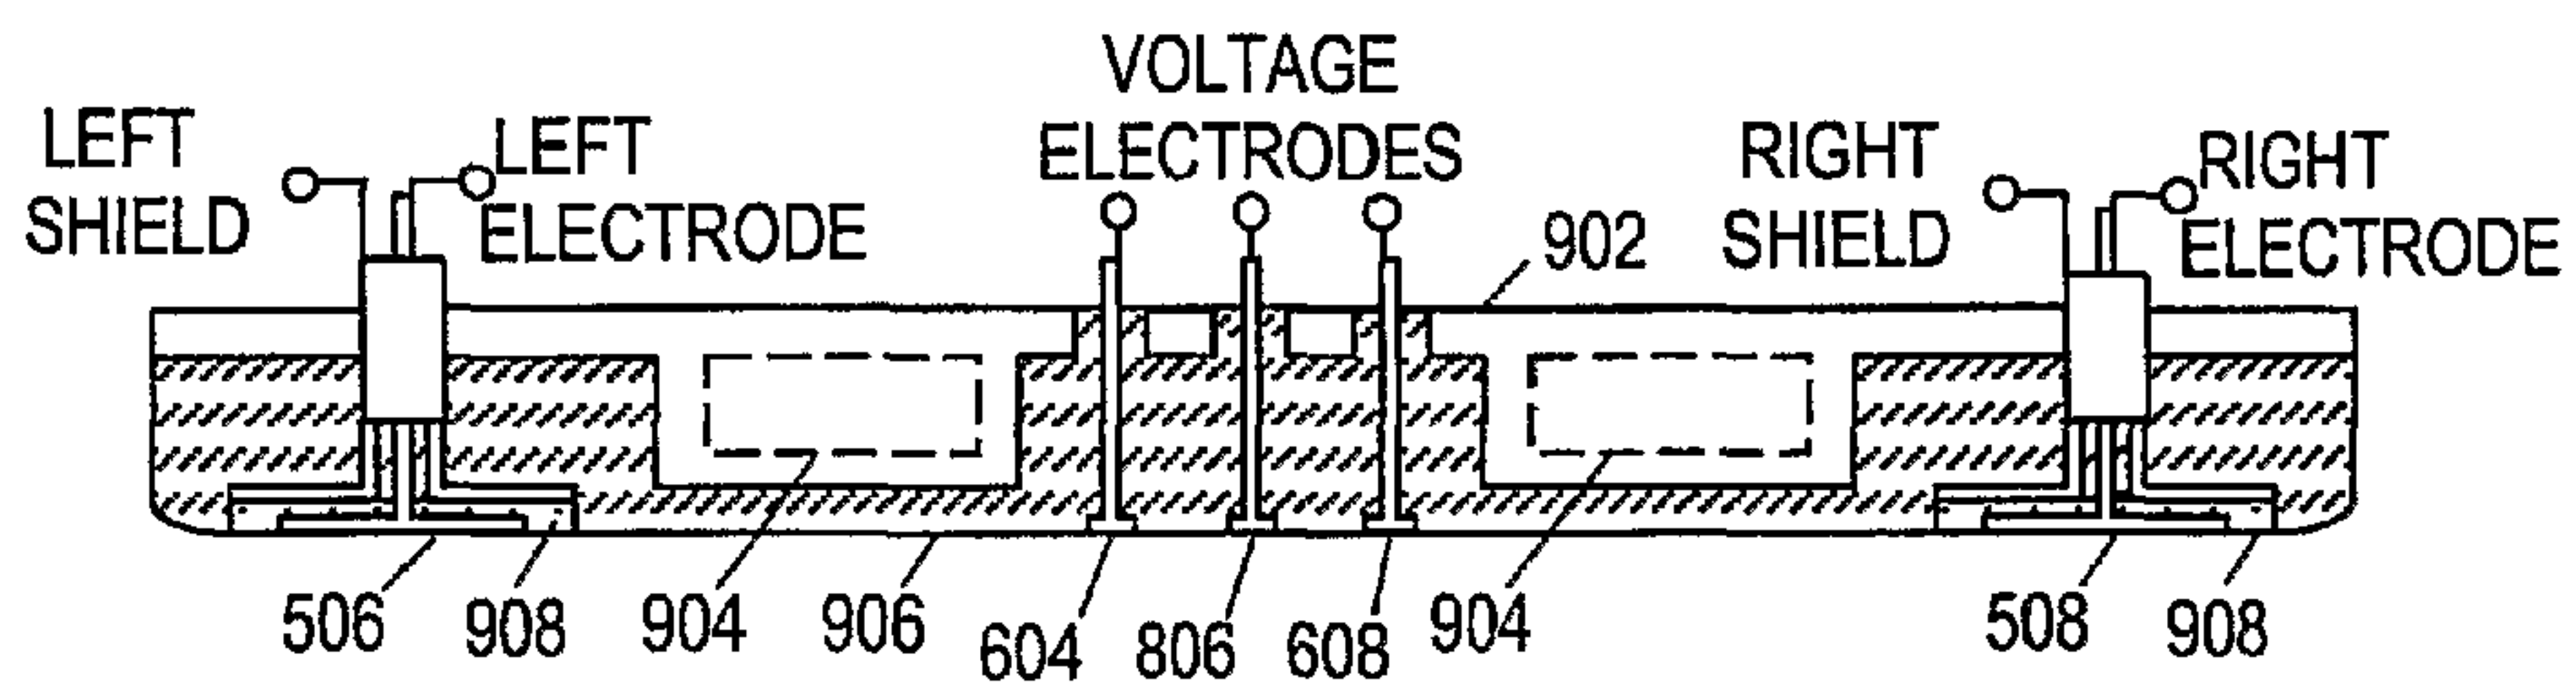 LEFT
SHIELD
LEFT
ELECTRODE
VOLTAGE
ELECTRODES
902
RIGHT
SHIELD
RIGHT
ELECTRODE
506
908
904
906
604
806
608
904
508
908